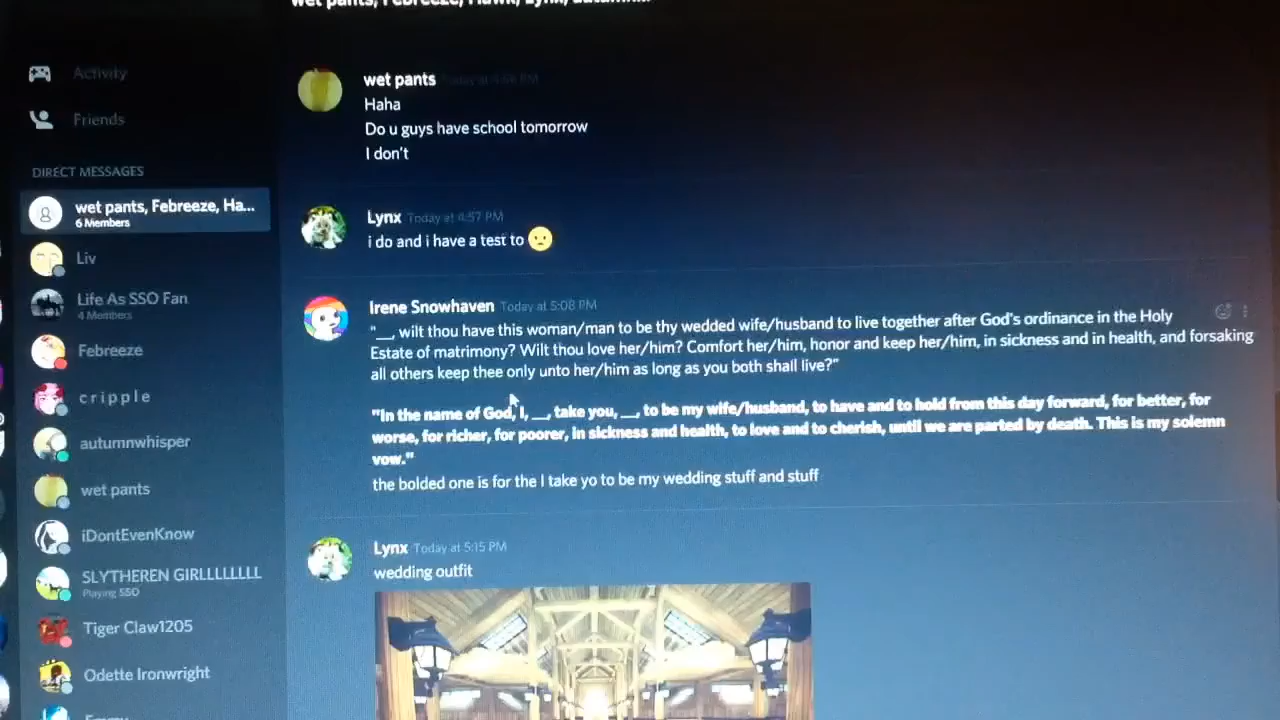 wet pants, Febreeze, Hawk, Lynx, autumn...
Activity
Friends
DIRECT MESSAGES
wet pants, Febreeze, Ha...
6 Members
Liv
Life As SSO Fan
4 Members
Febreeze
c r i p p l e
autumnwhisper
wet pants
iDontEvenKnow
SLYTHEREN GIRLLLLLLLL
Playing SSO
Tiger Claw1205
Odette Ironwright
wet pants Today at
Haha
Do u guys have school tomorrow
I don't
Lynx Today at 4:57 PM
i do and i have a test to
Irene Snowhaven Today at 5:08 PM
"__, wilt thou have this woman/man to be thy wedded wife/husband to live together after God's ordinance in the Holy
Estate of matrimony? Wilt thou love her/him? Comfort her/him, honor and keep her/him, in sickness and in health, and forsaking
all others keep thee only unto her/him as long as you both shall live?"
"In the name of God, I, __, take you, __, to be my wife/husband, to have and to hold from this day forward, for better, for
worse, for richer, for poorer, in sickness and health, to love and to cherish, until we are parted by death. This is my solemn
vow."
the bolded one is for the I take yo to be my wedding stuff and stuff
Lynx Today at 5:15 PM
wedding outfit